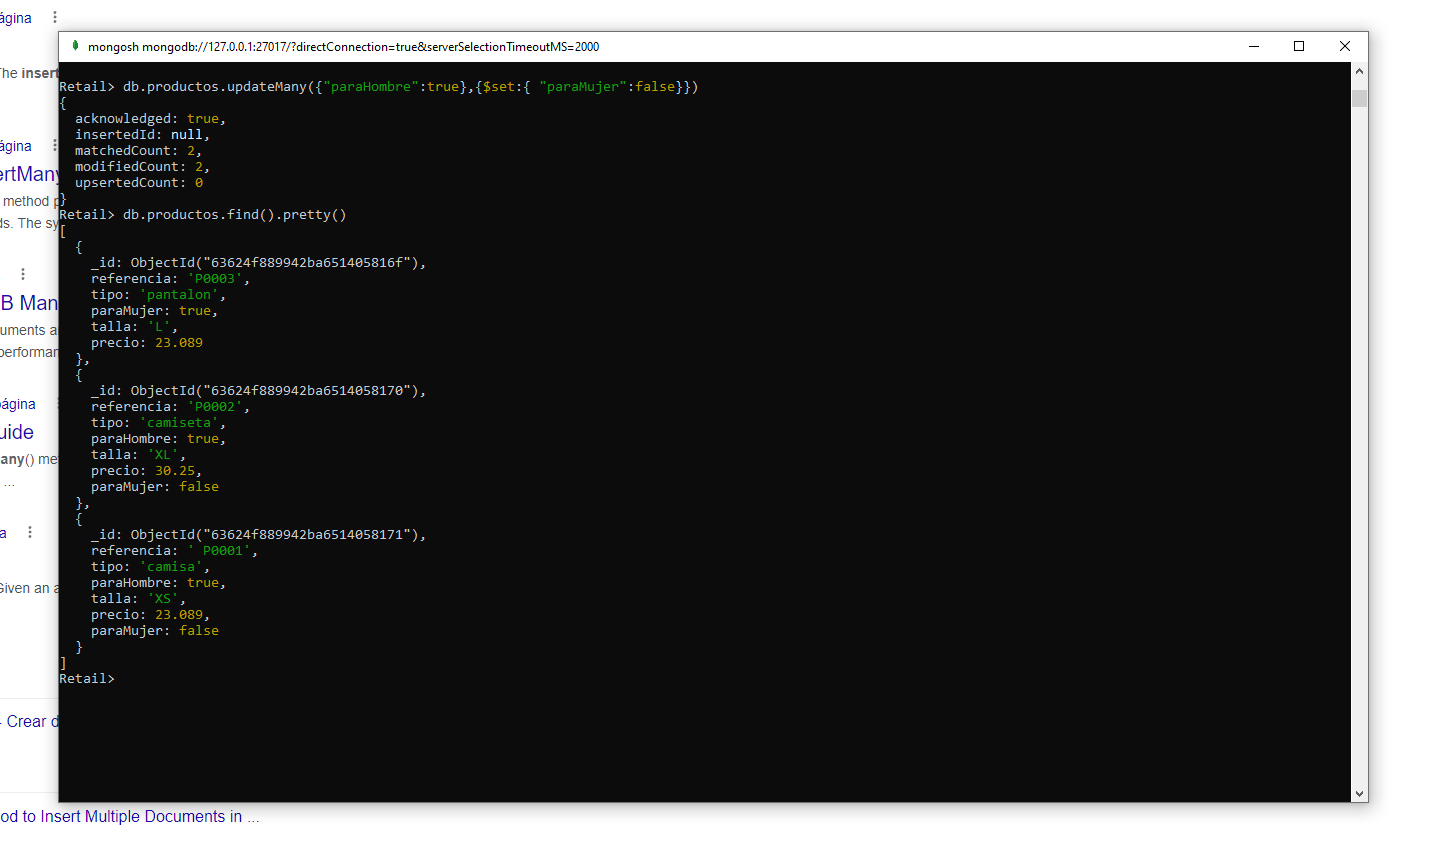 ágina
mongosh mongodb://127.0.0.1:27017/?directConnection=true&serverSelectionTimeoutMS=2000
The insert
Retail> db.productos.updateMany({"paraHombre":true},{$set:{ "paraMujer":false}})
{
acknowledged: true,
insertedId: null,
ágina
matchedCount: 2,
modifiedCount: 2,
ertMany
upsertedCount: 0
method p
}
Retail> db.productos.find().pretty()
ds. The sy
[
{
_id: ObjectId("63624f889942ba651405816f"),
referencia: 'P0003',
tipo: 'pantalon',
B Man
paraMujer: true,
talla: 'L',
uments a
precio: 23.089
performan
},
{
_id: ObjectId("63624f889942ba6514058170"),
página
referencia: 'P0002',
tipo: 'camiseta',
uide
paraHombre: true,
talla: 'XL',
any() me
precio: 30.25,
...
paraMujer: false
},
{
a
_id: ObjectId("63624f889942ba6514058171"),
referencia: ' P0001',
tipo: 'camisa',
paraHombre: true,
Given an a
talla: 'XS',
precio: 23.089,
paraMujer: false
}
]
Retail>
- Crear d
od to Insert Multiple Documents in ...